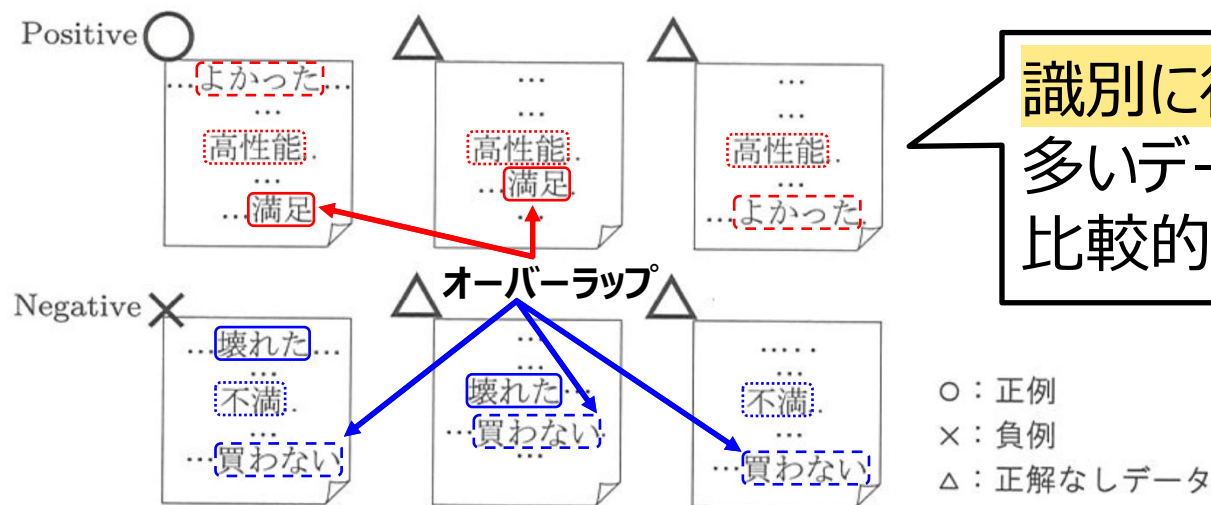 Positive
…よかった…
…
高性能.
…
…満足
…
…
高性能.
…満足.
…
…
…
高性能.
…
…よかった.
識別に
多いデー
比較的
オーバーラップ
Negative
…壊れた…
…
不満.
…
…買わない
…
…
壊れた…
…買わない.
…
…..
…
不満.
…
…買わない
○：正例
×：負例
△：正解なしデータ